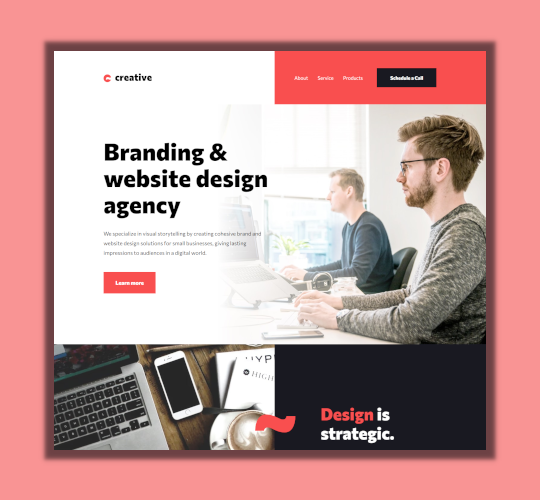 creative
About Service Products Schedule a Call
Branding &
website design
agency
We specialize in visual storytelling by creating cohesive brand and
website design solutions for small businesses, giving lasting
impressions to audiences in a digital world.
Learn more
HYP
HIGH
Design is
strategic.